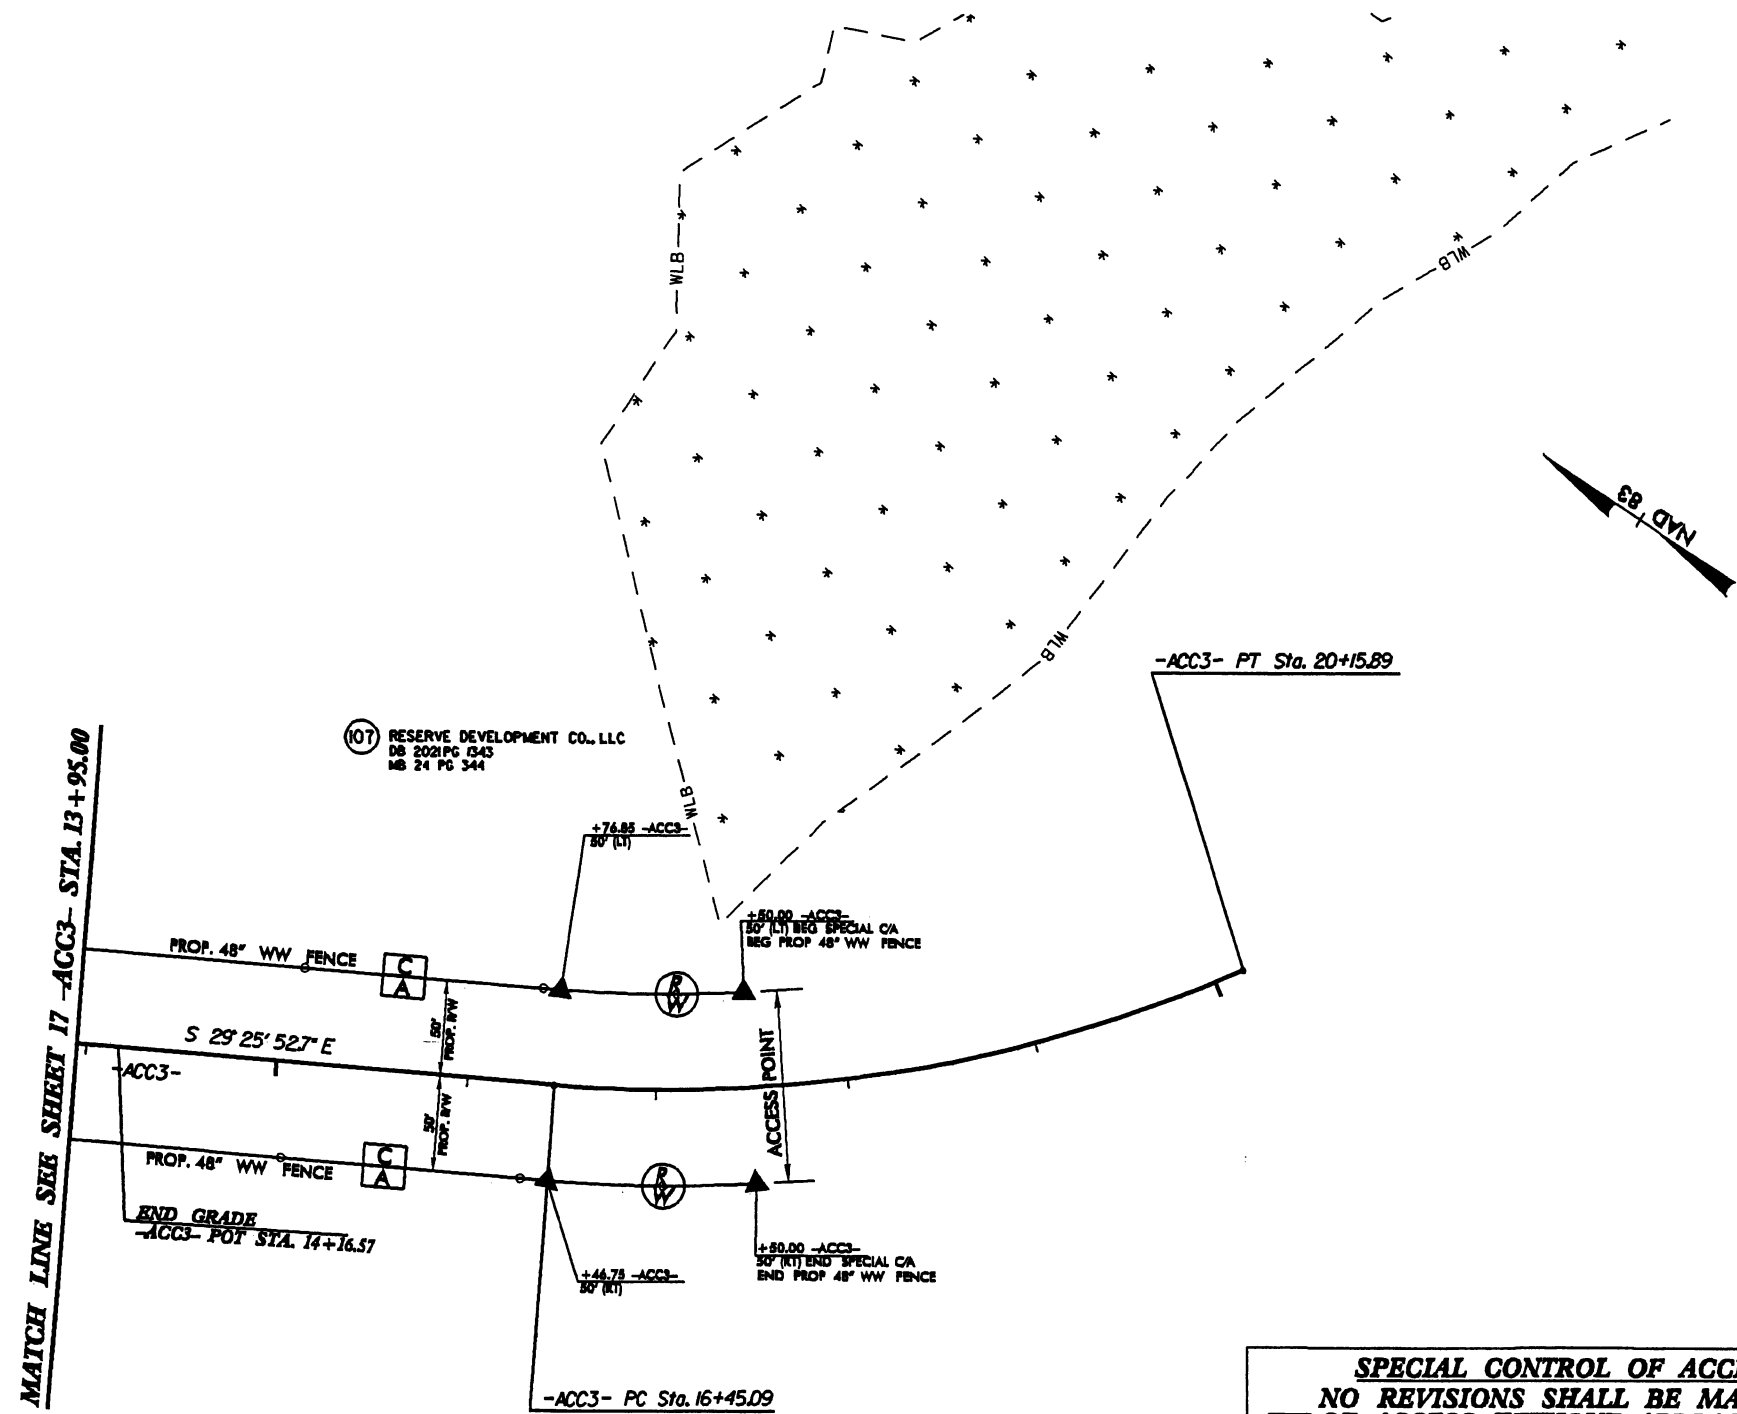 WLB
WLB
NAD 83
WLB
-ACC3- PT Sta. 20+15.89
107 RESERVE DEVELOPMENT CO., LLC
DB 2021 PG 1343
MB 24 PG 344
WLB
MATCH LINE SEE SHEET 17 -ACC3- STA. 13+95.00
+76.85 -ACC3-
50' (LT)
+50.00 -ACC3-
50' (LT) BEG SPECIAL C/A
BEG PROP 48" WW FENCE
PROP. 48" WW FENCE
C
A
R
W
50'
PROP. R/W
S 29° 25' 52.7" E
-ACC3-
50'
PROP. R/W
ACCESS POINT
PROP. 48" WW FENCE
C
A
R
W
END GRADE
-ACC3- POT STA. 14+16.57
+46.75 -ACC3-
50' (RT)
+50.00 -ACC3-
50' (RT) END SPECIAL C/A
END PROP 48" WW FENCE
-ACC3- PC Sta. 16+45.09
SPECIAL CONTROL OF ACC
NO REVISIONS SHALL BE MA